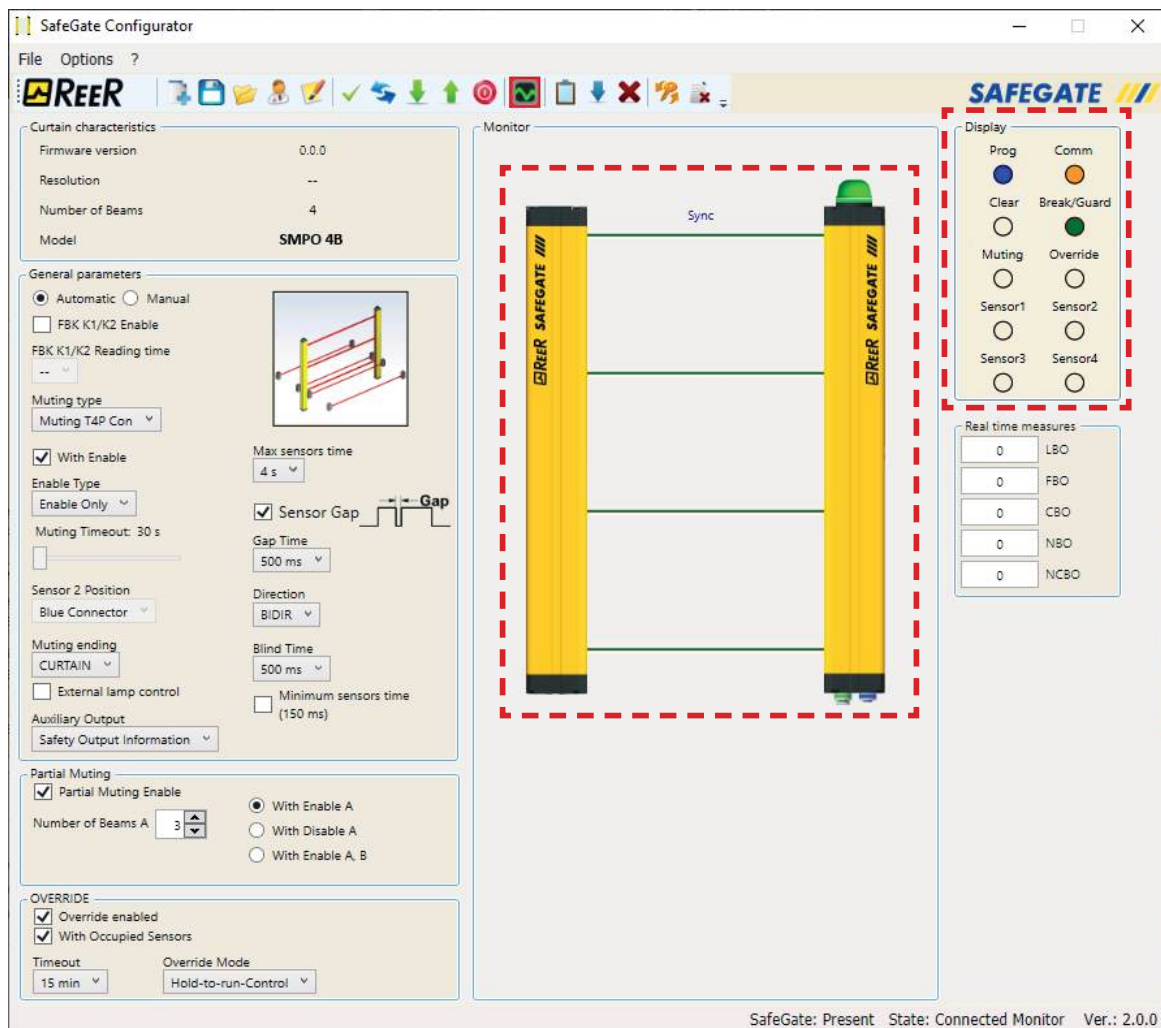 SafeGate Configurator
File Options ?
ReeR
SAFEGATE
Curtain characteristics
Firmware version 0.0.0
Resolution --
Number of Beams 4
Model SMPO 4B
General parameters
Automatic Manual
FBK K1/K2 Enable
FBK K1/K2 Reading time
--
Muting type
Muting T4P Con
With Enable
Enable Type
Enable Only
Muting Timeout: 30 s
Sensor 2 Position
Blue Connector
Muting ending
CURTAIN
External lamp control
Auxiliary Output
Safety Output Information
Max sensors time
4 s
Sensor Gap Gap
Gap Time
500 ms
Direction
BIDIR
Blind Time
500 ms
Minimum sensors time
(150 ms)
Partial Muting
Partial Muting Enable
Number of Beams A 3
With Enable A
With Disable A
With Enable A, B
OVERRIDE
Override enabled
With Occupied Sensors
Timeout Override Mode
15 min Hold-to-run-Control
Monitor
Sync
ReeR SAFEGATE
ReeR SAFEGATE
Display
Prog Comm
Clear Break/Guard
Muting Override
Sensor1 Sensor2
Sensor3 Sensor4
Real time measures
0 LBO
0 FBO
0 CBO
0 NBO
0 NCBO
SafeGate: Present State: Connected Monitor Ver.: 2.0.0